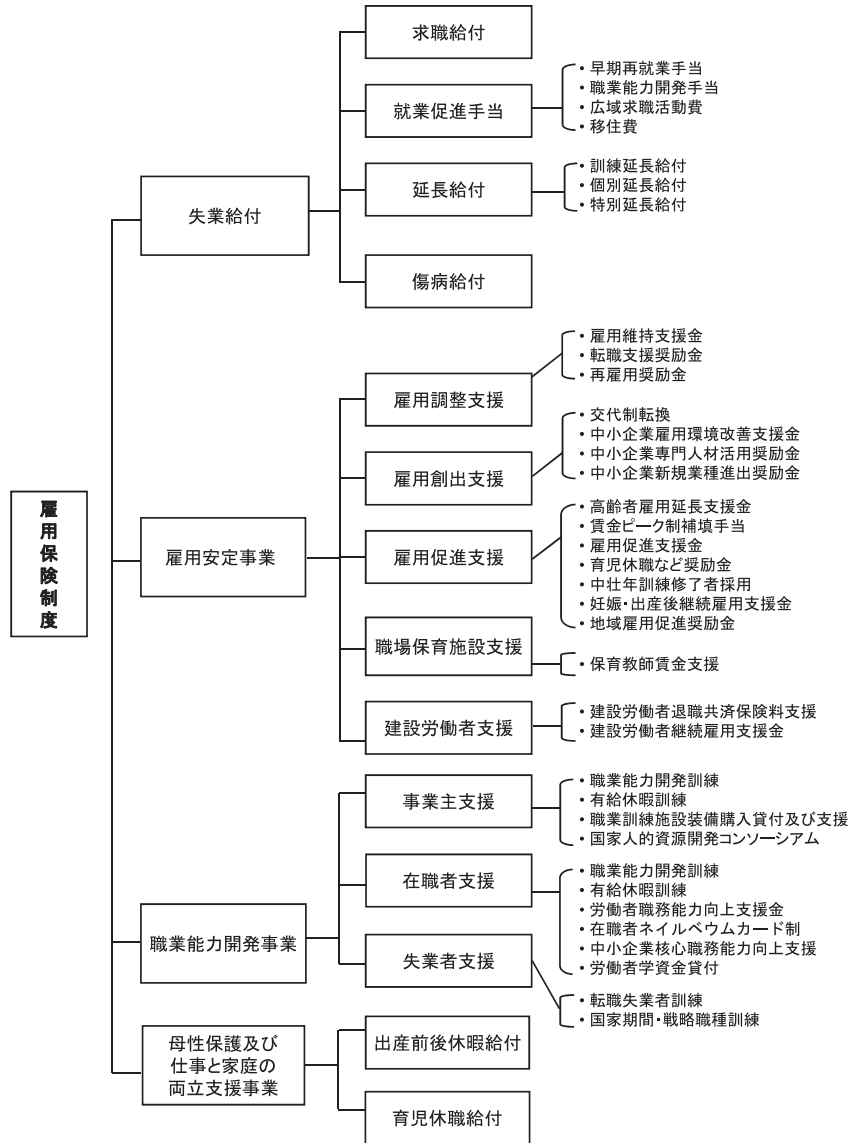 求職給付
就業促進手当
・早期再就業手当
・職業能力開発手当
・広域求職活動費
・移住費
延長給付
・訓練延長給付
・個別延長給付
・特別延長給付
失業給付
傷病給付
雇用調整支援
・雇用維持支援金
・転職支援奨励金
・再雇用奨励金
雇用創出支援
・交代制転換
・中小企業雇用環境改善支援金
・中小企業専門人材活用奨励金
・中小企業新規業種進出奨励金
雇用保険制度
雇用安定事業
雇用促進支援
・高齢者雇用延長支援金
・賃金ピーク制補填手当
・雇用促進支援金
・育児休職など奨励金
・中壮年訓練修了者採用
・妊娠・出産後継続雇用支援金
・地域雇用促進奨励金
職場保育施設支援
・保育教師賃金支援
建設労働者支援
・建設労働者退職共済保険料支援
・建設労働者継続雇用支援金
事業主支援
・職業能力開発訓練
・有給休暇訓練
・職業訓練施設装備購入貸付及び支援
・国家人的資源開発コンソーシアム
在職者支援
・職業能力開発訓練
・有給休暇訓練
・労働者職務能力向上支援金
・在職者ネイルベウムカード制
・中小企業核心職務能力向上支援
・労働者学資金貸付
職業能力開発事業
失業者支援
・転職失業者訓練
・国家期間・戦略職種訓練
母性保護及び
仕事と家庭の
両立支援事業
出産前後休暇給付
育児休職給付